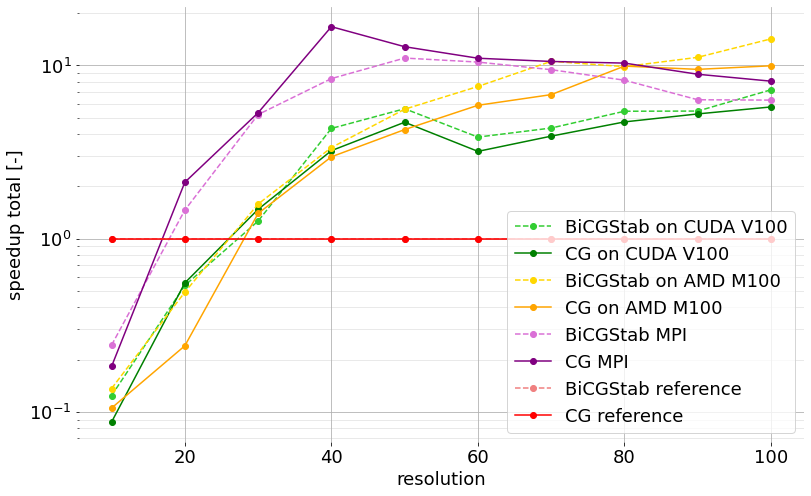 10¹
10⁰
10⁻¹
speedup total [-]
BiCGStab on CUDA V100
CG on CUDA V100
BiCGStab on AMD M100
CG on AMD M100
BiCGStab MPI
CG MPI
BiCGStab reference
CG reference
20 40 60 80 100
resolution